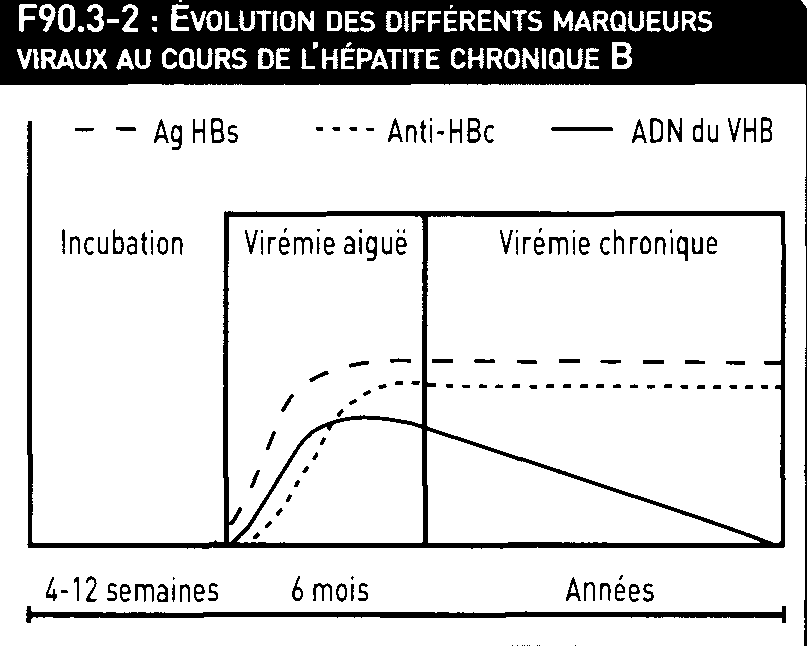 F90.3-2 : ÉVOLUTION DES DIFFÉRENTS MARQUEURS
VIRAUX AU COURS DE L'HÉPATITE CHRONIQUE B
Ag HBs Anti-HBc ADN du VHB
Incubation Virémie aiguë Virémie chronique
4-12 semaines 6 mois Années